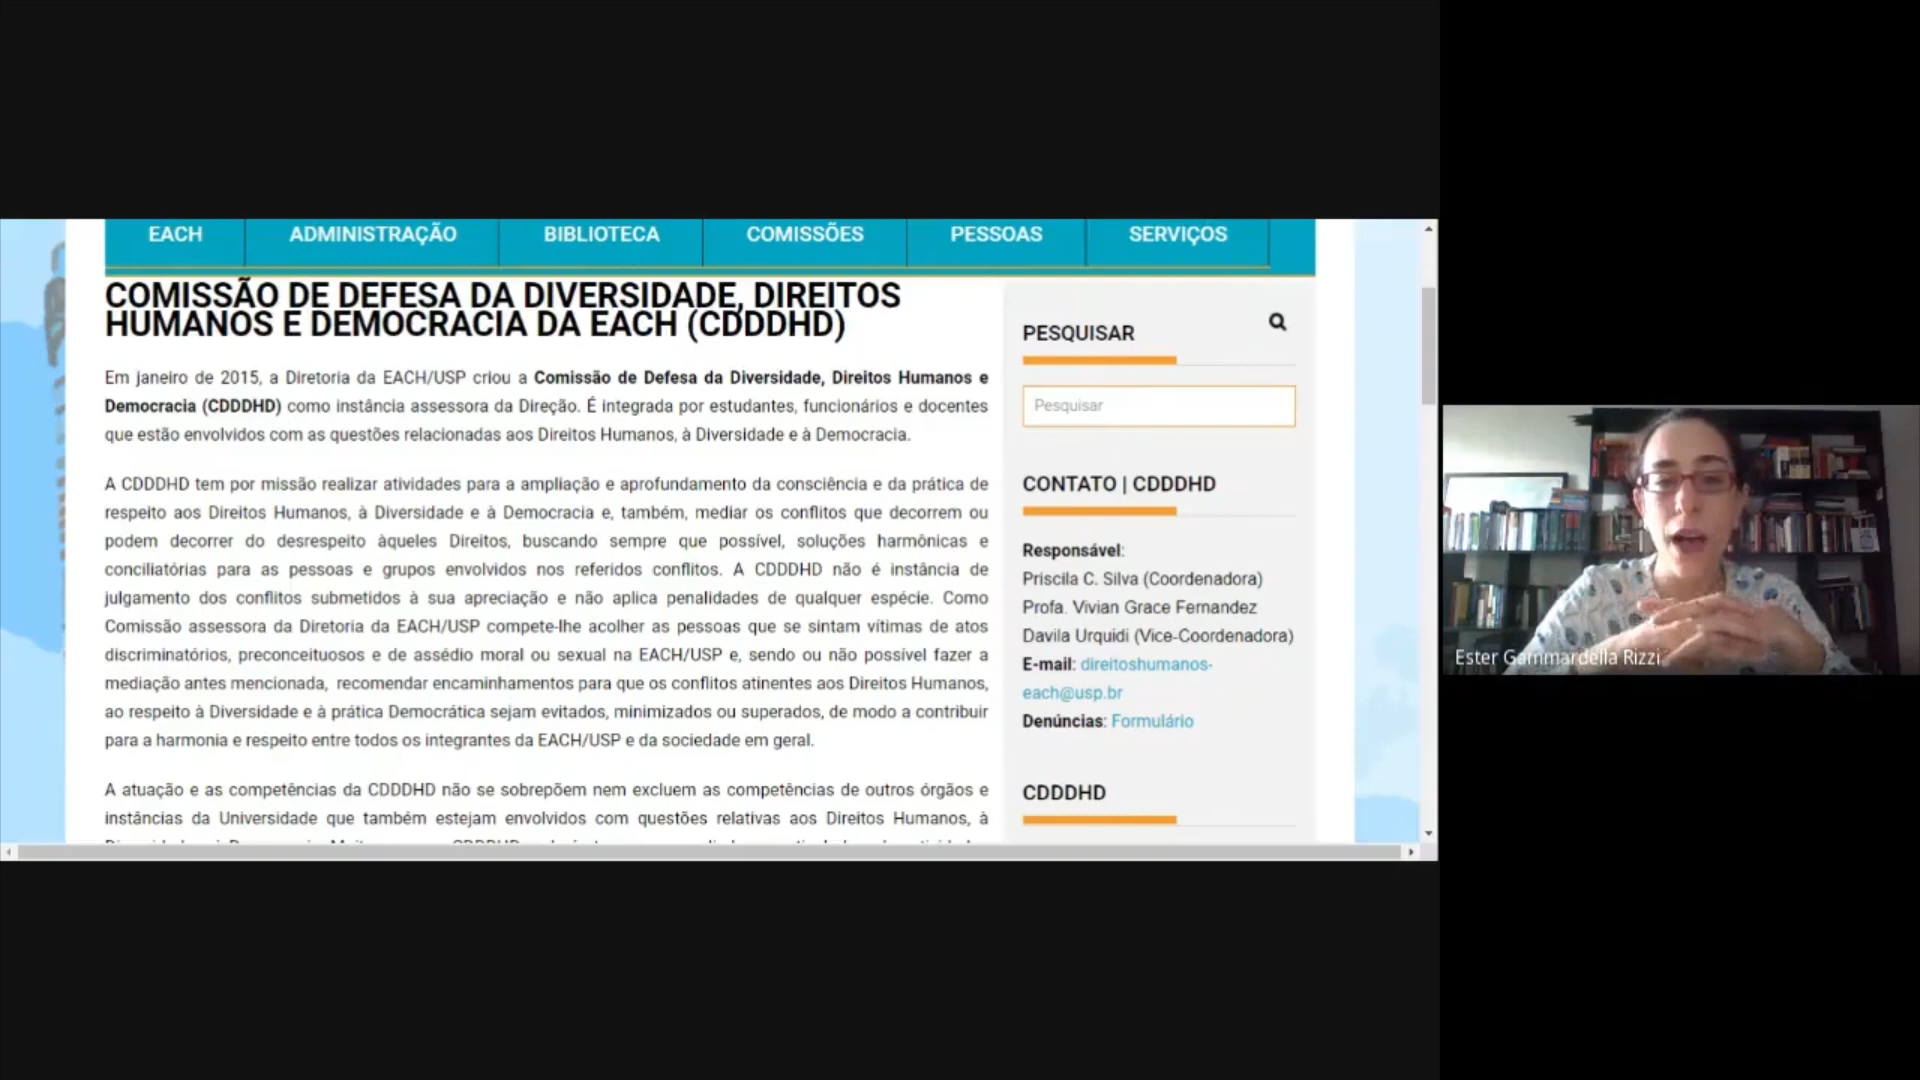 EACH
ADMINISTRAÇÃO
BIBLIOTECA
COMISSÕES
PESSOAS
SERVIÇOS
COMISSÃO DE DEFESA DA DIVERSIDADE, DIREITOS
HUMANOS E DEMOCRACIA DA EACH (CDDDHD)
Em janeiro de 2015, a Diretoria da EACH/USP criou a Comissão de Defesa da Diversidade, Direitos Humanos e
Democracia (CDDDHD) como instância assessora da Direção. É integrada por estudantes, funcionários e docentes
que estão envolvidos com as questões relacionadas aos Direitos Humanos, à Diversidade e à Democracia.
A CDDDHD tem por missão realizar atividades para a ampliação e aprofundamento da consciência e da prática de
respeito aos Direitos Humanos, à Diversidade e à Democracia e, também, mediar os conflitos que decorrem ou
podem decorrer do desrespeito àqueles Direitos, buscando sempre que possível, soluções harmônicas e
conciliatórias para as pessoas e grupos envolvidos nos referidos conflitos. A CDDDHD não é instância de
julgamento dos conflitos submetidos à sua apreciação e não aplica penalidades de qualquer espécie. Como
Comissão assessora da Diretoria da EACH/USP compete-lhe acolher as pessoas que se sintam vítimas de atos
discriminatórios, preconceituosos e de assédio moral ou sexual na EACH/USP e, sendo ou não possível fazer a
mediação antes mencionada, recomendar encaminhamentos para que os conflitos atinentes aos Direitos Humanos,
ao respeito à Diversidade e à prática Democrática sejam evitados, minimizados ou superados, de modo a contribuir
para a harmonia e respeito entre todos os integrantes da EACH/USP e da sociedade em geral.
A atuação e as competências da CDDDHD não se sobrepõem nem excluem as competências de outros órgãos e
instâncias da Universidade que também estejam envolvidos com questões relativas aos Direitos Humanos, à
PESQUISAR
Pesquisar
CONTATO | CDDDHD
Responsável:
Priscila C. Silva (Coordenadora)
Profa. Vivian Grace Fernandez
Davila Urquidi (Vice-Coordenadora)
E-mail: direitoshumanos-
each@usp.br
Denúncias: Formulário
CDDDHD
Ester Gammardella Rizzi